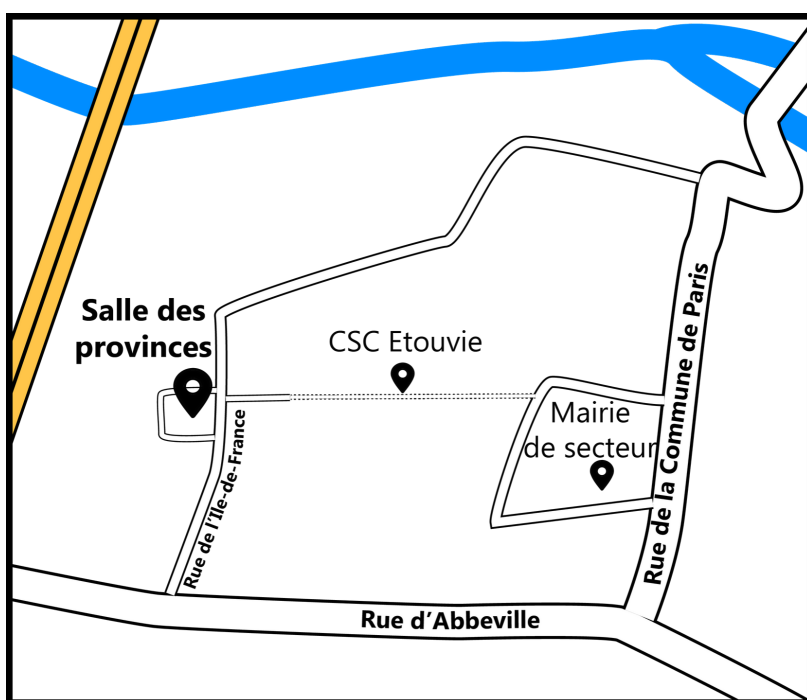 Salle des
provinces
CSC Etouvie
Mairie
de secteur
Rue de la Commune de Paris
Rue de l'Ile-de-France
Rue d'Abbeville